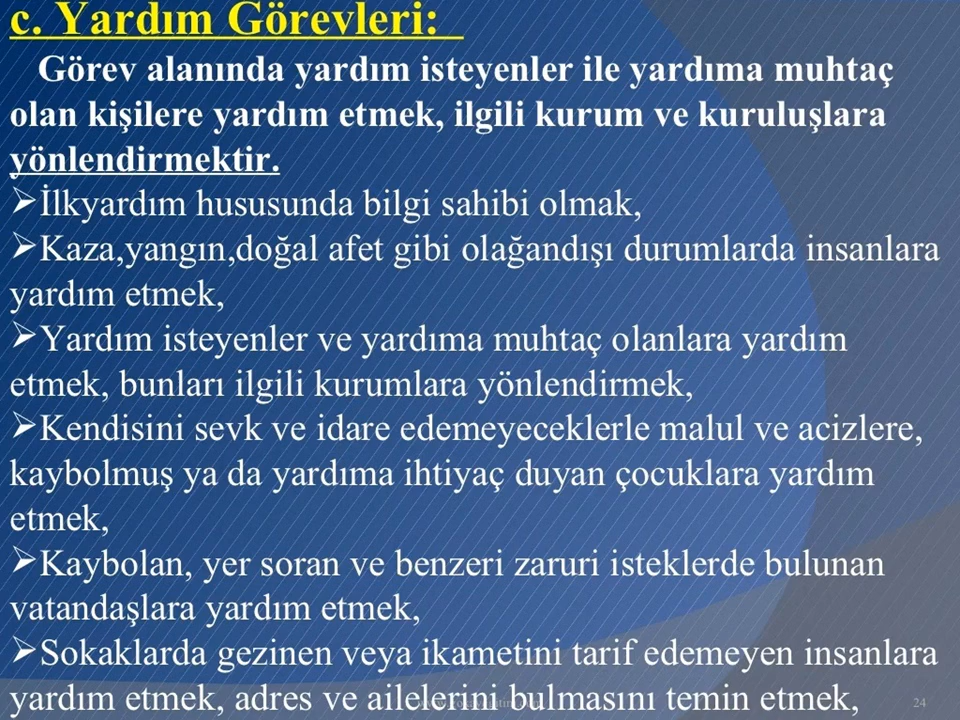 c. Yardım Görevleri:
Görev alanında yardım isteyenler ile yardıma muhtaç
olan kişilere yardım etmek, ilgili kurum ve kuruluşlara
yönlendirmektir.
➢İlkyardım hususunda bilgi sahibi olmak,
➢Kaza,yangın,doğal afet gibi olağandışı durumlarda insanlara
yardım etmek,
➢Yardım isteyenler ve yardıma muhtaç olanlara yardım
etmek, bunları ilgili kurumlara yönlendirmek,
➢Kendisini sevk ve idare edemeyeceklerle malul ve acizlere,
kaybolmuş ya da yardıma ihtiyaç duyan çocuklara yardım
etmek,
➢Kaybolan, yer soran ve benzeri zaruri isteklerde bulunan
vatandaşlara yardım etmek,
➢Sokaklarda gezinen veya ikametini tarif edemeyen insanlara
yardım etmek, adres ve ailelerini bulmasını temin etmek,
24